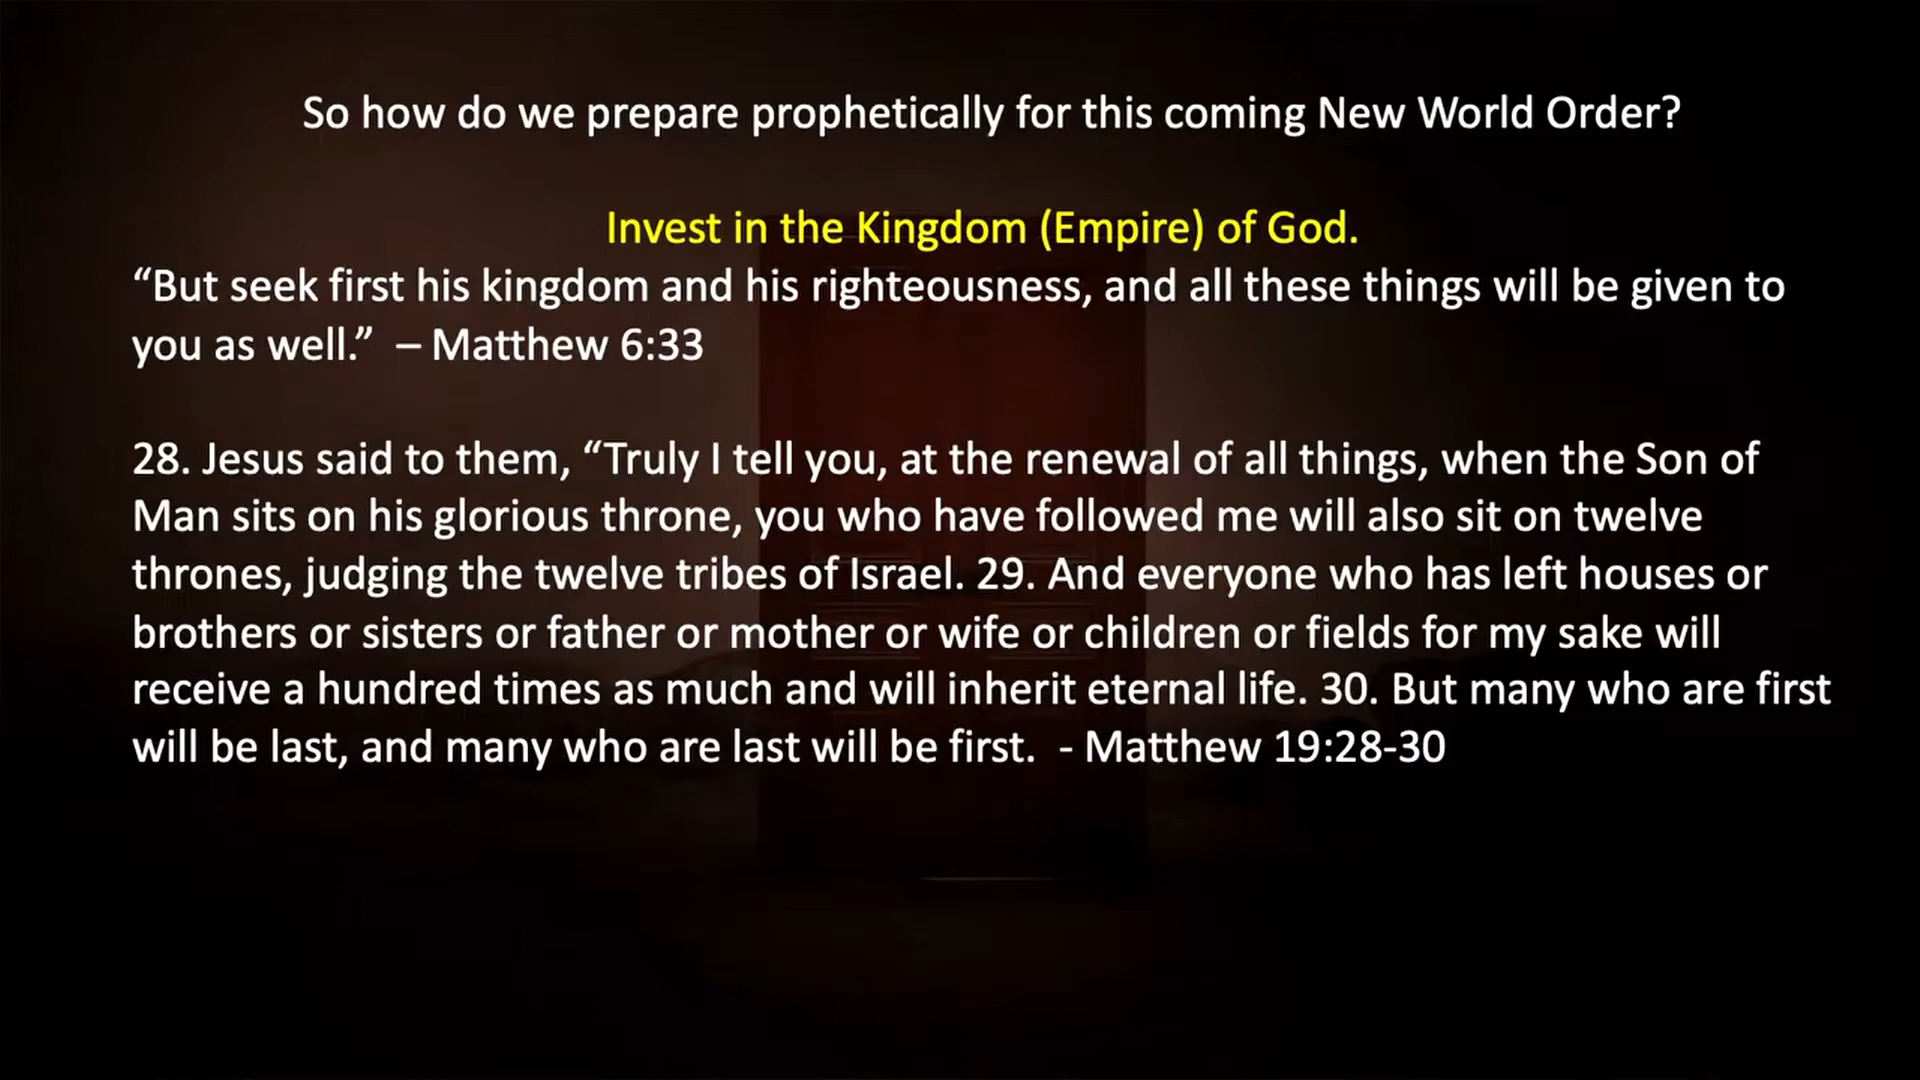 So how do we prepare prophetically for this coming New World Order?
Invest in the Kingdom (Empire) of God.
“But seek first his kingdom and his righteousness, and all these things will be given to
you as well.”  – Matthew 6:33
28. Jesus said to them, “Truly I tell you, at the renewal of all things, when the Son of
Man sits on his glorious throne, you who have followed me will also sit on twelve
thrones, judging the twelve tribes of Israel. 29. And everyone who has left houses or
brothers or sisters or father or mother or wife or children or fields for my sake will
receive a hundred times as much and will inherit eternal life. 30. But many who are first
will be last, and many who are last will be first.  - Matthew 19:28-30